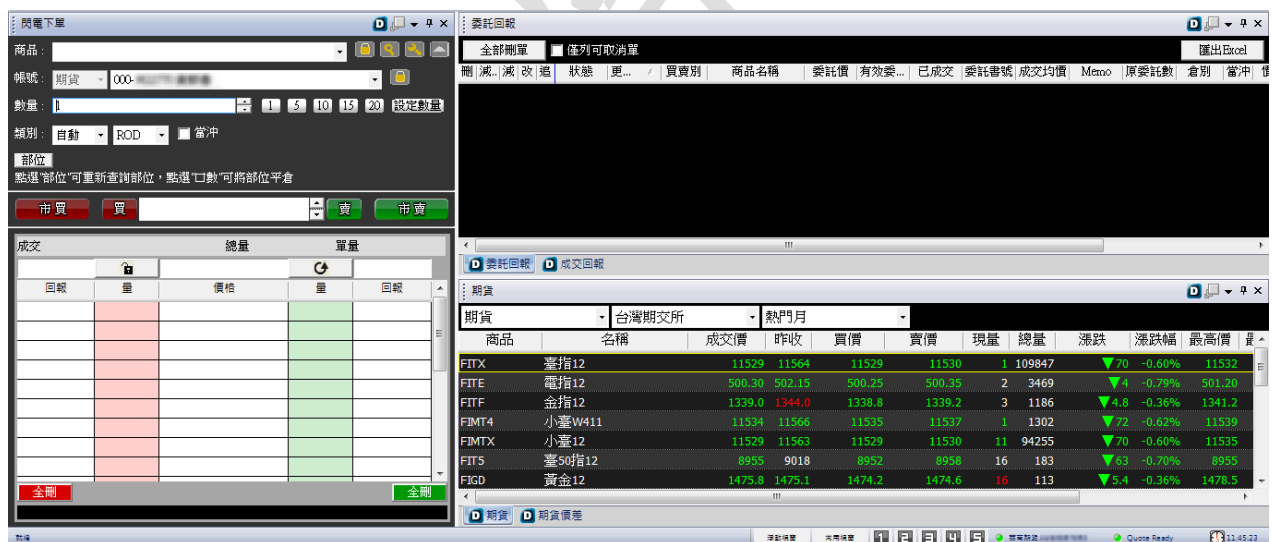 閃電下單
商品：
帳號： 期貨 000-
數量： 1 1 5 10 15 20 設定數量
類別： 自動 ROD 當沖
部位
點選"部位"可重新查詢部位，點選"口數"可將部位平倉
市買 買 賣 市賣
成交 總量 單量
回報 量 價格 量 回報
全刪 全刪
委託回報
全部刪單 僅列可取消單 匯出Excel
刪 減.. 減 改 追 狀態 更... 買賣別 商品名稱 委託價 有效委... 已成交 委託書號 成交均價 Memo 原委託數 倉別 當沖
委託回報 成交回報
期貨
期貨 台灣期交所 熱門月
商品 名稱 成交價 昨收 買價 賣價 現量 總量 漲跌 漲跌幅 最高價
FITX 臺指12 11529 11564 11529 11530 1 109847 ▼70 -0.60% 11532
FITE 電指12 500.30 502.15 500.25 500.35 2 3469 ▼4 -0.79% 501.20
FITF 金指12 1339.0 1344.0 1338.8 1339.2 3 1186 ▼4.8 -0.36% 1341.2
FIMT4 小臺W411 11534 11566 11535 11537 1 1302 ▼72 -0.62% 11539
FIMTX 小臺12 11529 11563 11529 11530 11 94255 ▼70 -0.60% 11535
FIT5 臺50指12 8955 9018 8952 8958 16 183 ▼63 -0.70% 8955
FIGD 黃金12 1475.8 1475.1 1474.2 1474.6 16 113 ▼5.4 -0.36% 1478.5
期貨 期貨價差
就緒 1 2 3 4 5 Quote Ready 11:45:23